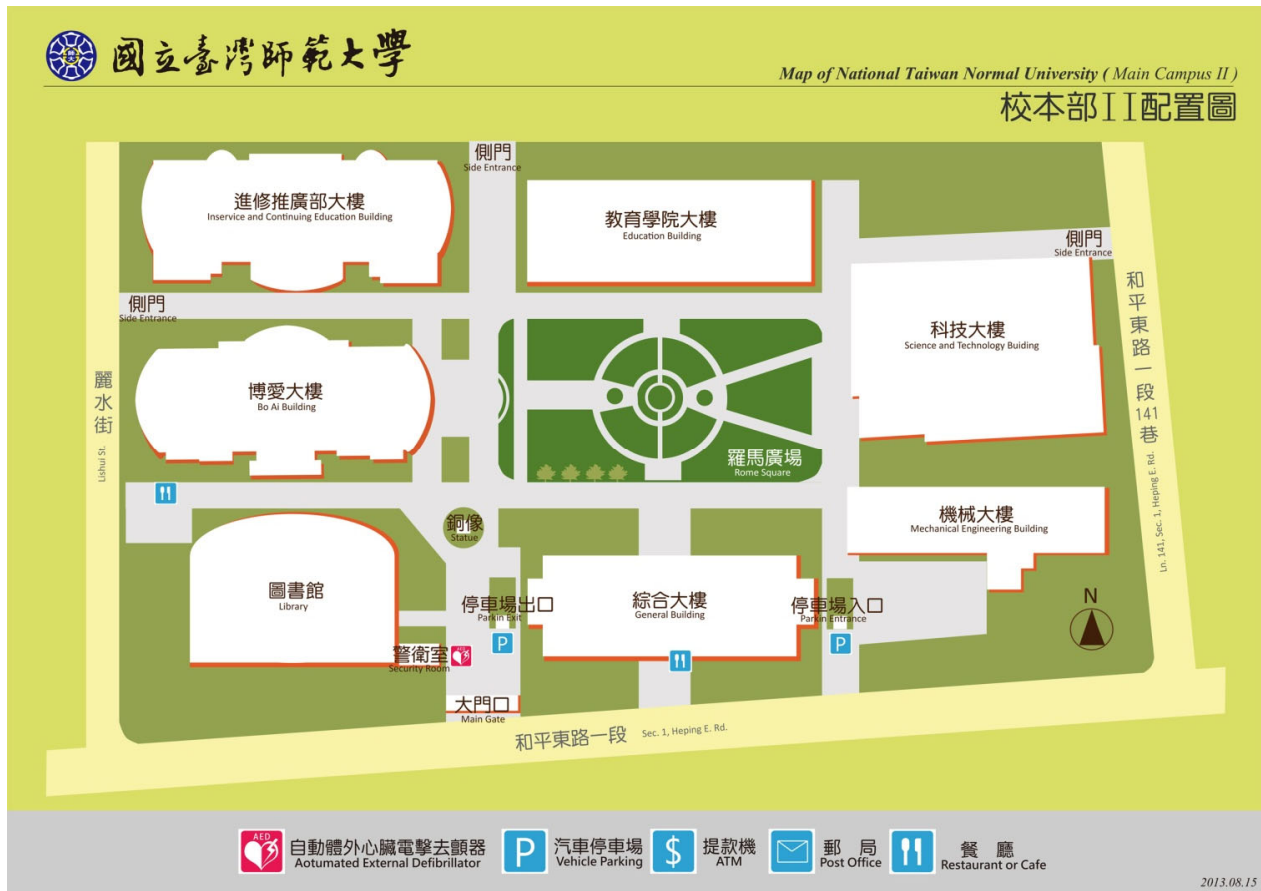 國立臺灣師範大學
Map of National Taiwan Normal University ( Main Campus II )
校本部II配置圖
側門
Side Entrance
進修推廣部大樓
Inservice and Continuing Education Building
教育學院大樓
Education Building
側門
Side Entrance
側門
Side Entrance
科技大樓
Science and Technology Buiding
博愛大樓
Bo Ai Building
麗水街
Lishui St.
和平東路一段141巷
Ln. 141, Sec. 1, Heping E. Rd.
羅馬廣場
Rome Square
銅像
Statue
機械大樓
Mechanical Engineering Building
圖書館
Library
停車場出口
Parkin Exit
P
綜合大樓
General Building
停車場入口
Parkin Entrance
P
N
警衛室
Security Room
大門口
Main Gate
和平東路一段 Sec. 1, Heping E. Rd.
AED
自動體外心臟電擊去顫器
Aotumated External Defibrillator
P
汽車停車場
Vehicle Parking
$
提款機
ATM
郵 局
Post Office
餐 廳
Restaurant or Cafe
2013.08.15